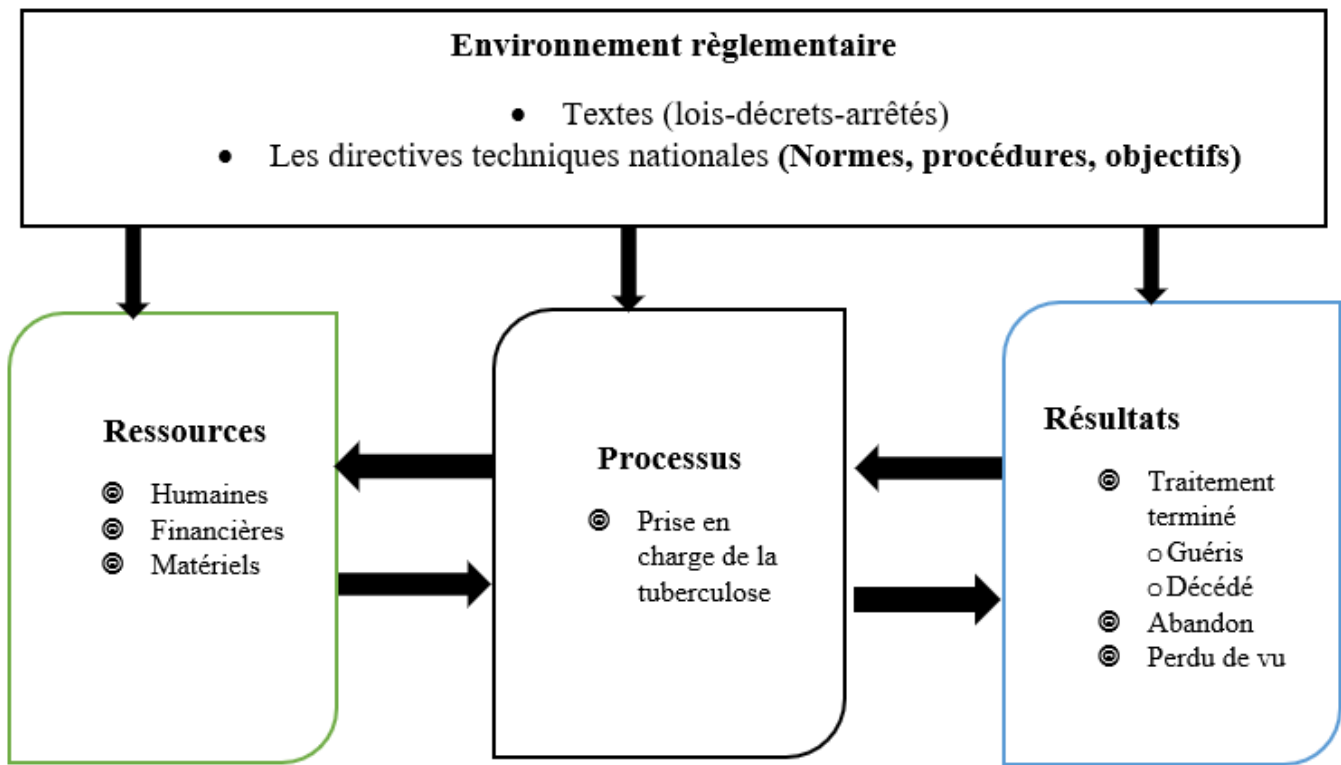 Environnement règlementaire
• Textes (lois-décrets-arrêtés)
• Les directives techniques nationales (Normes, procédures, objectifs)
Ressources
Humaines
Financières
Matériels
Processus
Prise en
charge de la
tuberculose
Résultats
Traitement
terminé
o Guéris
o Décédé
Abandon
Perdu de vu